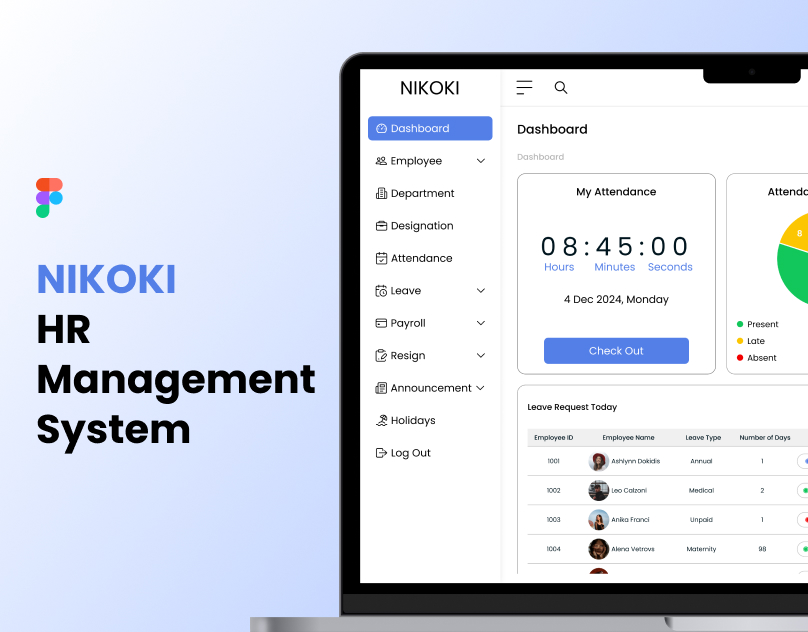 NIKOKI
HR
Management
System
NIKOKI
Dashboard
Employee
Department
Designation
Attendance
Leave
Payroll
Resign
Announcement
Holidays
Log Out
Dashboard
Dashboard
My Attendance
08:45:00
Hours Minutes Seconds
4 Dec 2024, Monday
Check Out
Attenda
8
Present
Late
Absent
Leave Request Today
Employee ID Employee Name Leave Type Number of Days
1001 Ashlynn Dokidis Annual 1
1002 Leo Calzoni Medical 2
1003 Anika Franci Unpaid 1
1004 Alena Vetrovs Maternity 98